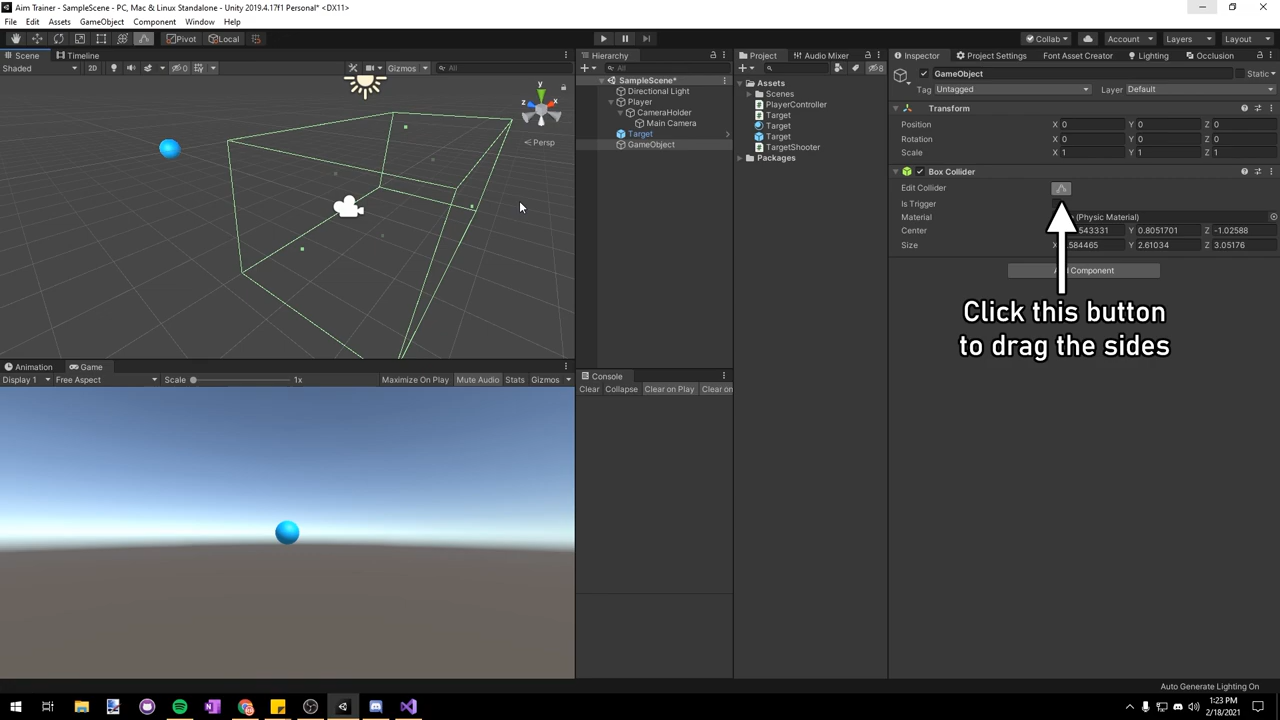 Aim Trainer - SampleScene - PC, Mac & Linux Standalone - Unity 2019.4.17f1 Personal* <DX11>
File Edit Assets GameObject Component Window Help
Pivot Local Collab Account Layers Layout
Scene Timeline
Shaded 2D 0 Gizmos All
y
z x
Persp
Hierarchy
All
SampleScene*
Directional Light
Player
CameraHolder
Main Camera
Target
GameObject
Project Audio Mixer
8
Assets
Scenes
PlayerController
Target
Target
Target
TargetShooter
Packages
Inspector Project Settings Font Asset Creator Lighting Occlusion
GameObject Static
Tag Untagged Layer Default
Transform
Position X 0 Y 0 Z 0
Rotation X 0 Y 0 Z 0
Scale X 1 Y 1 Z 1
Box Collider
Edit Collider
Is Trigger
Material (Physic Material)
Center 543331 Y 0.8051701 Z -1.02588
Size X 584465 Y 2.61034 Z 3.05176
Component
Click this button
to drag the sides
Animation Game
Display 1 Free Aspect Scale 1x Maximize On Play Mute Audio Stats Gizmos
Console
Clear Collapse Clear on Play Clear on
Auto Generate Lighting On
1:23 PM
2/18/2021